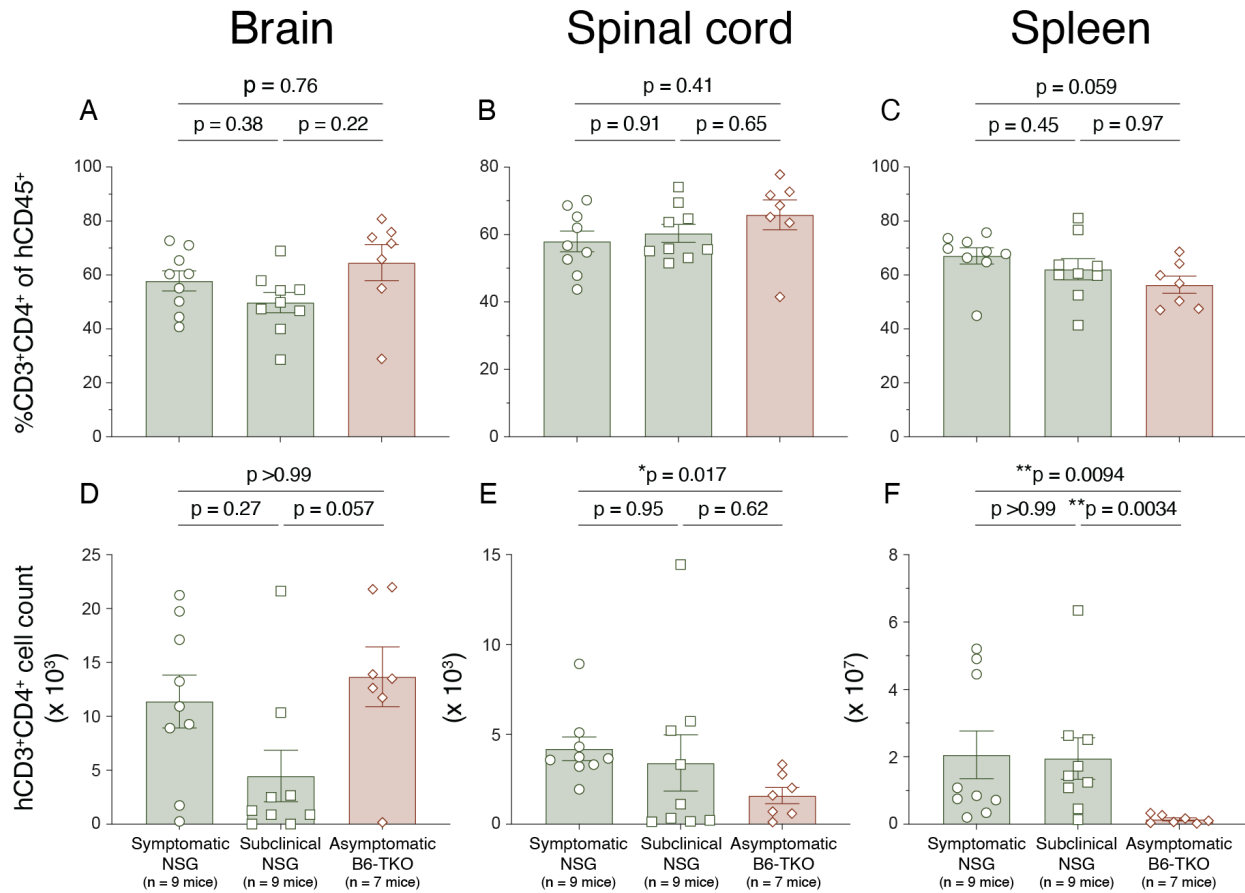 Brain
Spinal cord
Spleen
A
p = 0.76
p = 0.38
p = 0.22
B
p = 0.41
p = 0.91
p = 0.65
C
p = 0.059
p = 0.45
p = 0.97
%CD3⁺CD4⁺ of hCD45⁺
100
80
60
40
20
0
80
60
40
20
0
100
80
60
40
20
0
D
p >0.99
p = 0.27
p = 0.057
E
*p = 0.017
p = 0.95
p = 0.62
F
**p = 0.0094
p >0.99
**p = 0.0034
hCD3⁺CD4⁺ cell count
(x 10³)
25
20
15
10
5
0
(x 10³)
15
10
5
0
(x 10⁷)
8
6
4
2
0
Symptomatic
NSG
(n = 9 mice)
Subclinical
NSG
(n = 9 mice)
Asymptomatic
B6-TKO
(n = 7 mice)
Symptomatic
NSG
(n = 9 mice)
Subclinical
NSG
(n = 9 mice)
Asymptomatic
B6-TKO
(n = 7 mice)
Symptomatic
NSG
(n = 9 mice)
Subclinical
NSG
(n = 9 mice)
Asymptomatic
B6-TKO
(n = 7 mice)